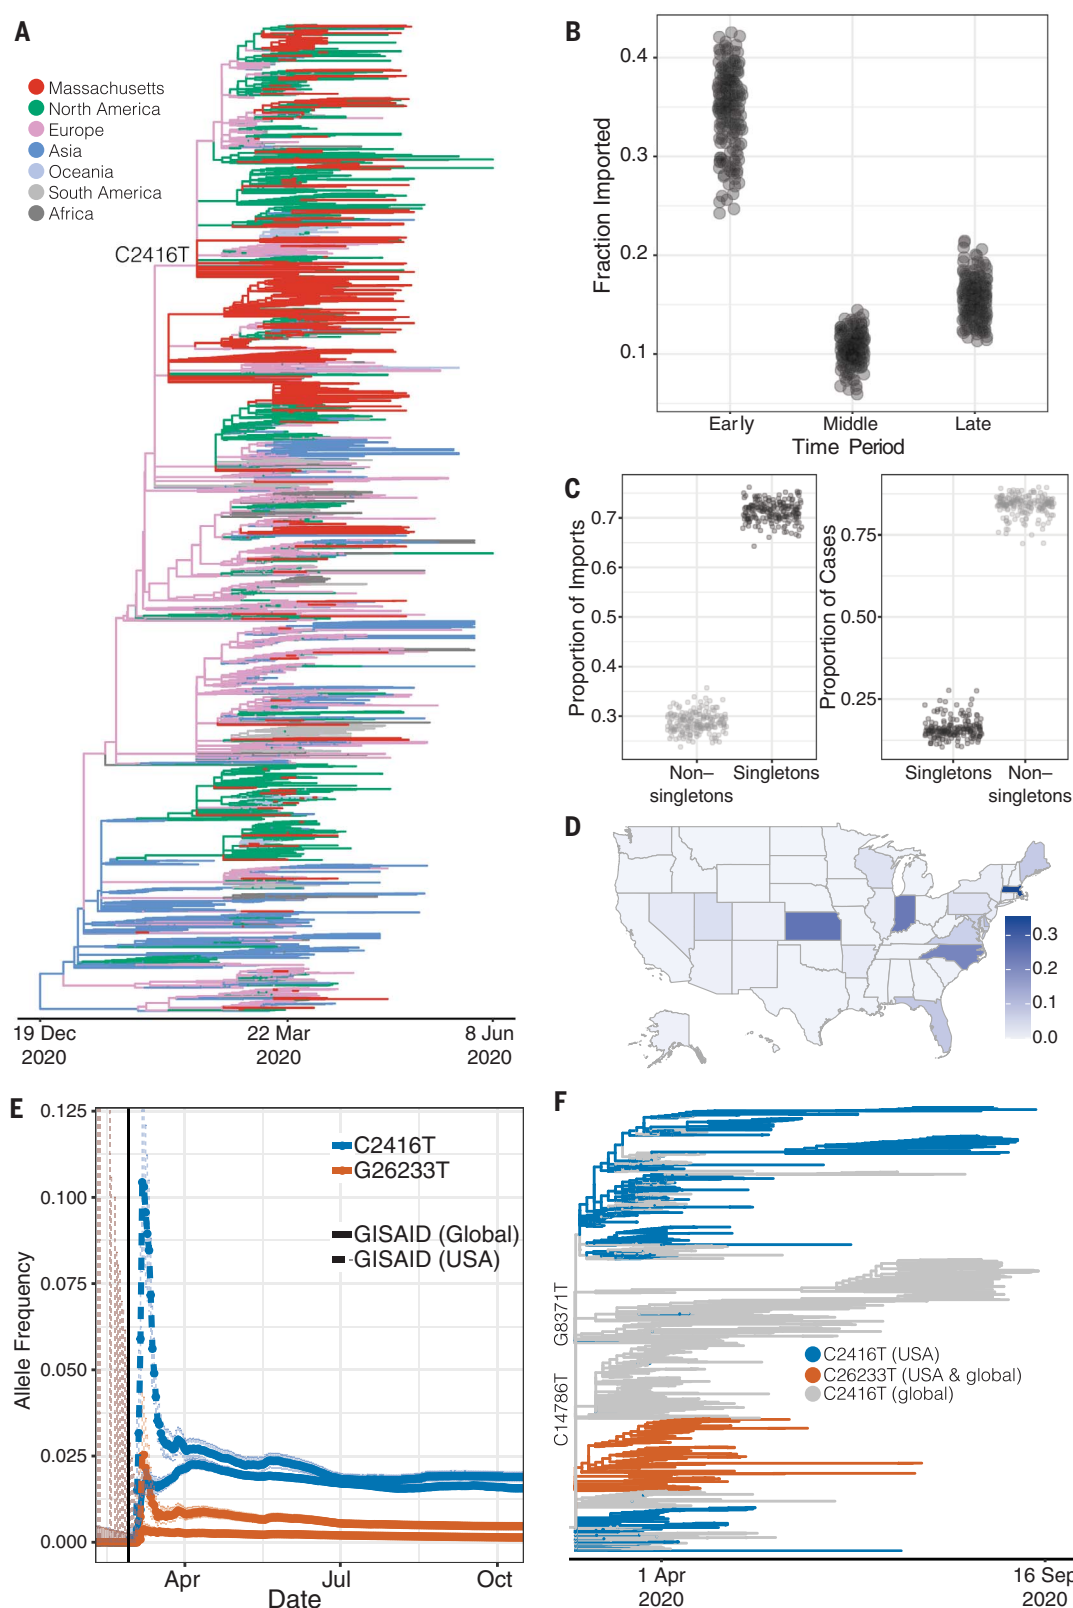 A
Massachusetts
North America
Europe
Asia
Oceania
South America
Africa
C2416T
19 Dec
2020
22 Mar
2020
8 Jun
2020
B
Fraction Imported
0.4
0.3
0.2
0.1
Early
Middle
Late
Time Period
C
Proportion of Imports
0.7
0.6
0.5
0.4
0.3
Non–
singletons
Singletons
Proportion of Cases
0.75
0.50
0.25
Singletons
Non–
singletons
D
0.3
0.2
0.1
0.0
E
Allele Frequency
0.125
0.100
0.075
0.050
0.025
0.000
C2416T
G26233T
GISAID (Global)
GISAID (USA)
Apr
Jul
Oct
Date
F
G8371T
C14786T
C2416T (USA)
C26233T (USA & global)
C2416T (global)
1 Apr
2020
16 Sep
2020